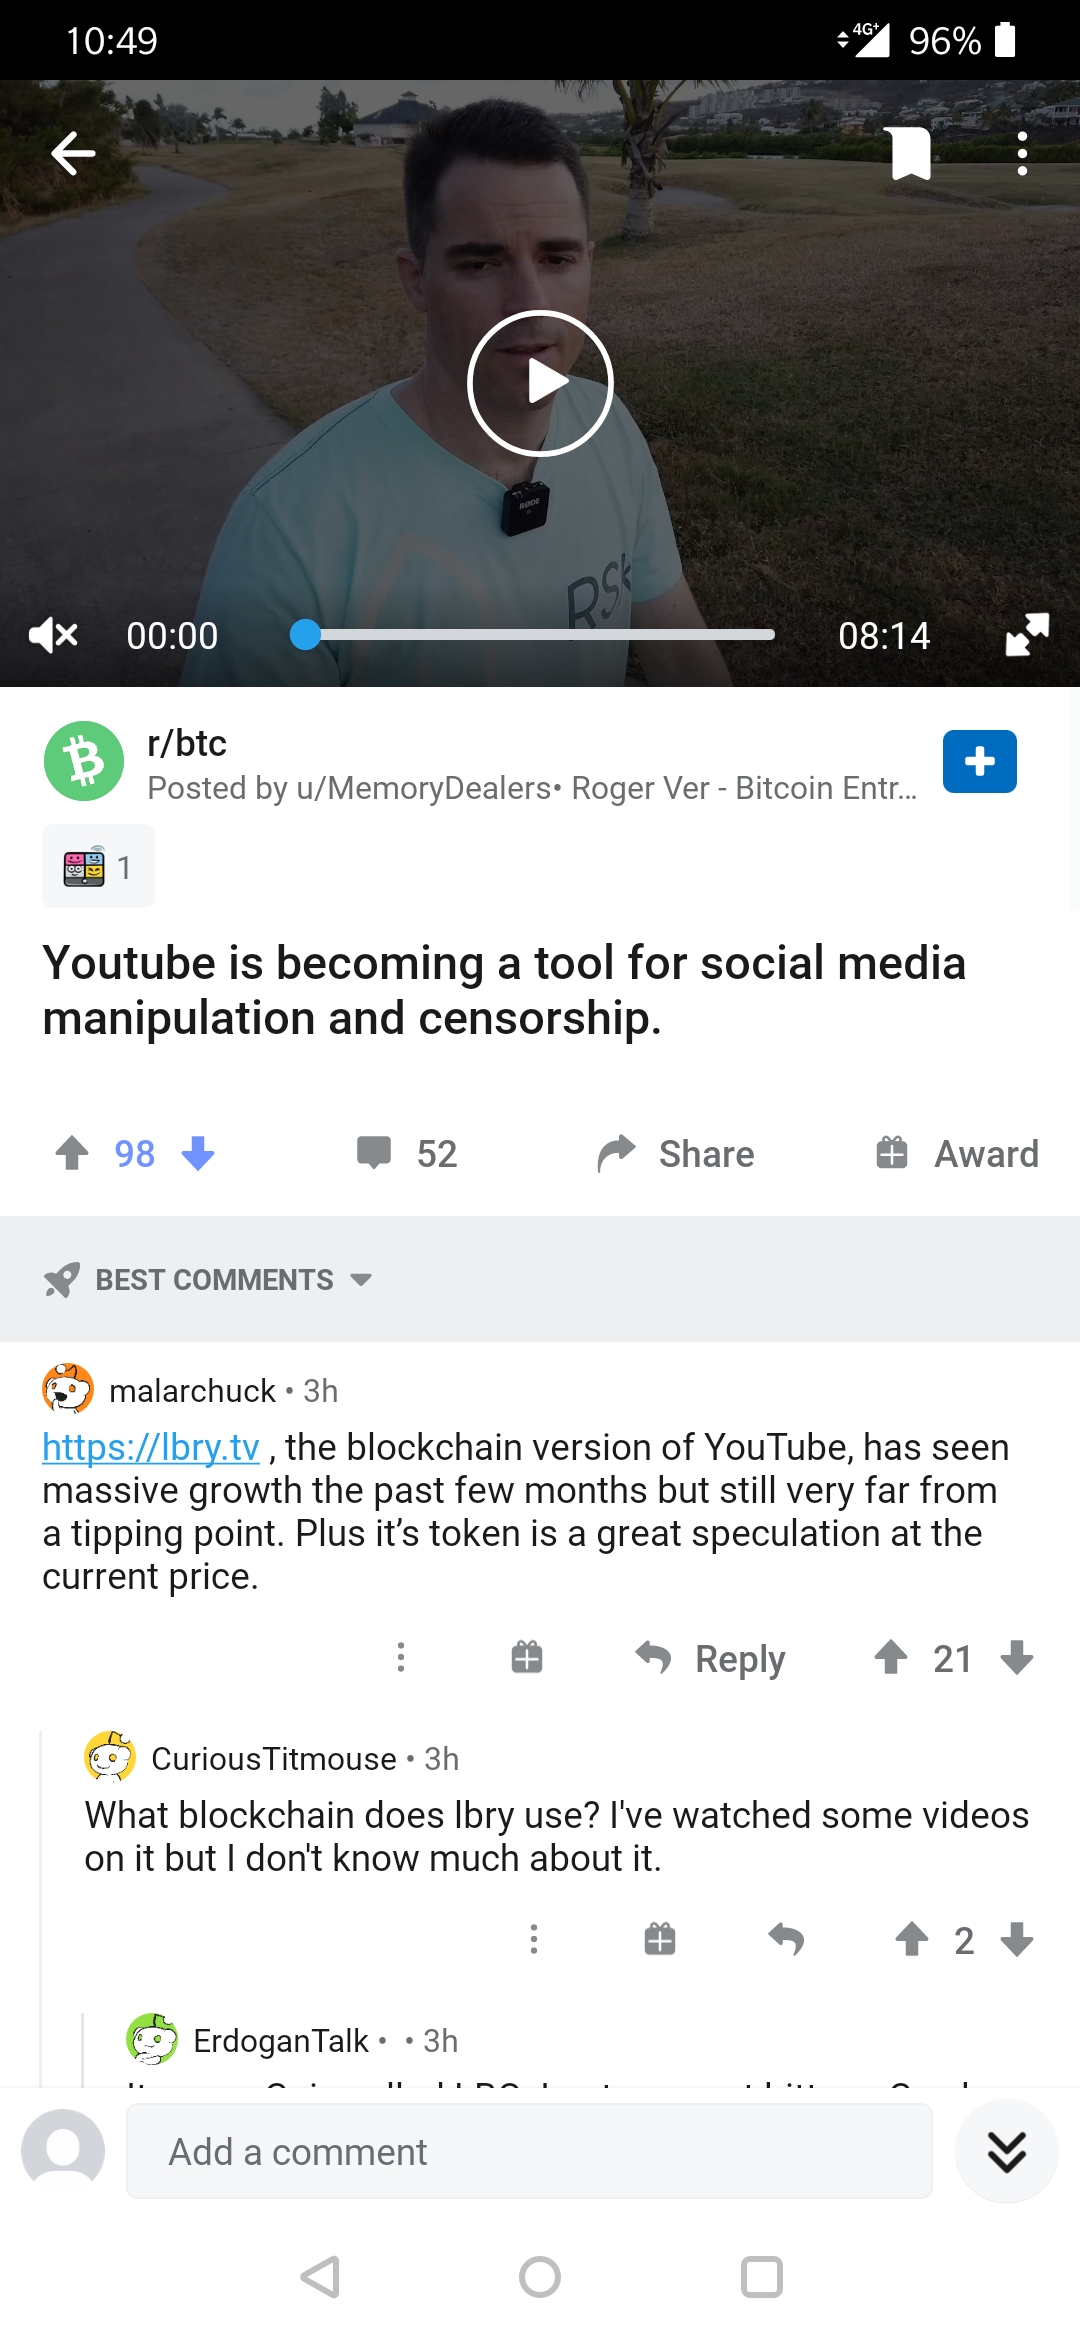 10:49
4G+ 96%
RØDE
RSK
00:00
08:14
r/btc
Posted by u/MemoryDealers• Roger Ver - Bitcoin Entr...
1
Youtube is becoming a tool for social media
manipulation and censorship.
98 52 Share Award
BEST COMMENTS
malarchuck • 3h
https://lbry.tv , the blockchain version of YouTube, has seen
massive growth the past few months but still very far from
a tipping point. Plus it’s token is a great speculation at the
current price.
Reply 21
CuriousTitmouse • 3h
What blockchain does lbry use? I've watched some videos
on it but I don't know much about it.
2
ErdoganTalk • • 3h
Add a comment